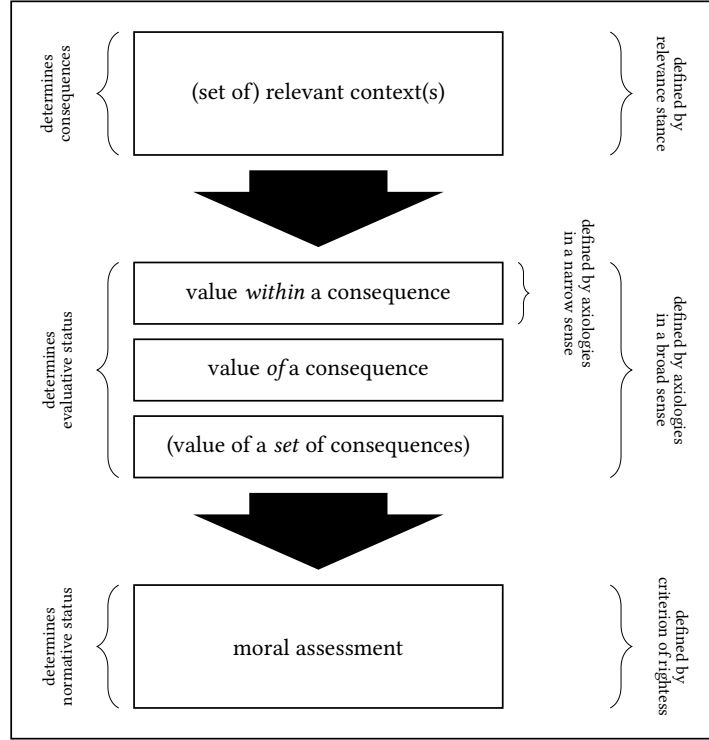 determines
consequences
(set of) relevant context(s)
defined by
relevance stance
determines
evaluative status
value within a consequence
defined by axiologies
in a narrow sense
value of a consequence
(value of a set of consequences)
defined by axiologies
in a broad sense
determines
normative status
moral assessment
defined by
criterion of rightess